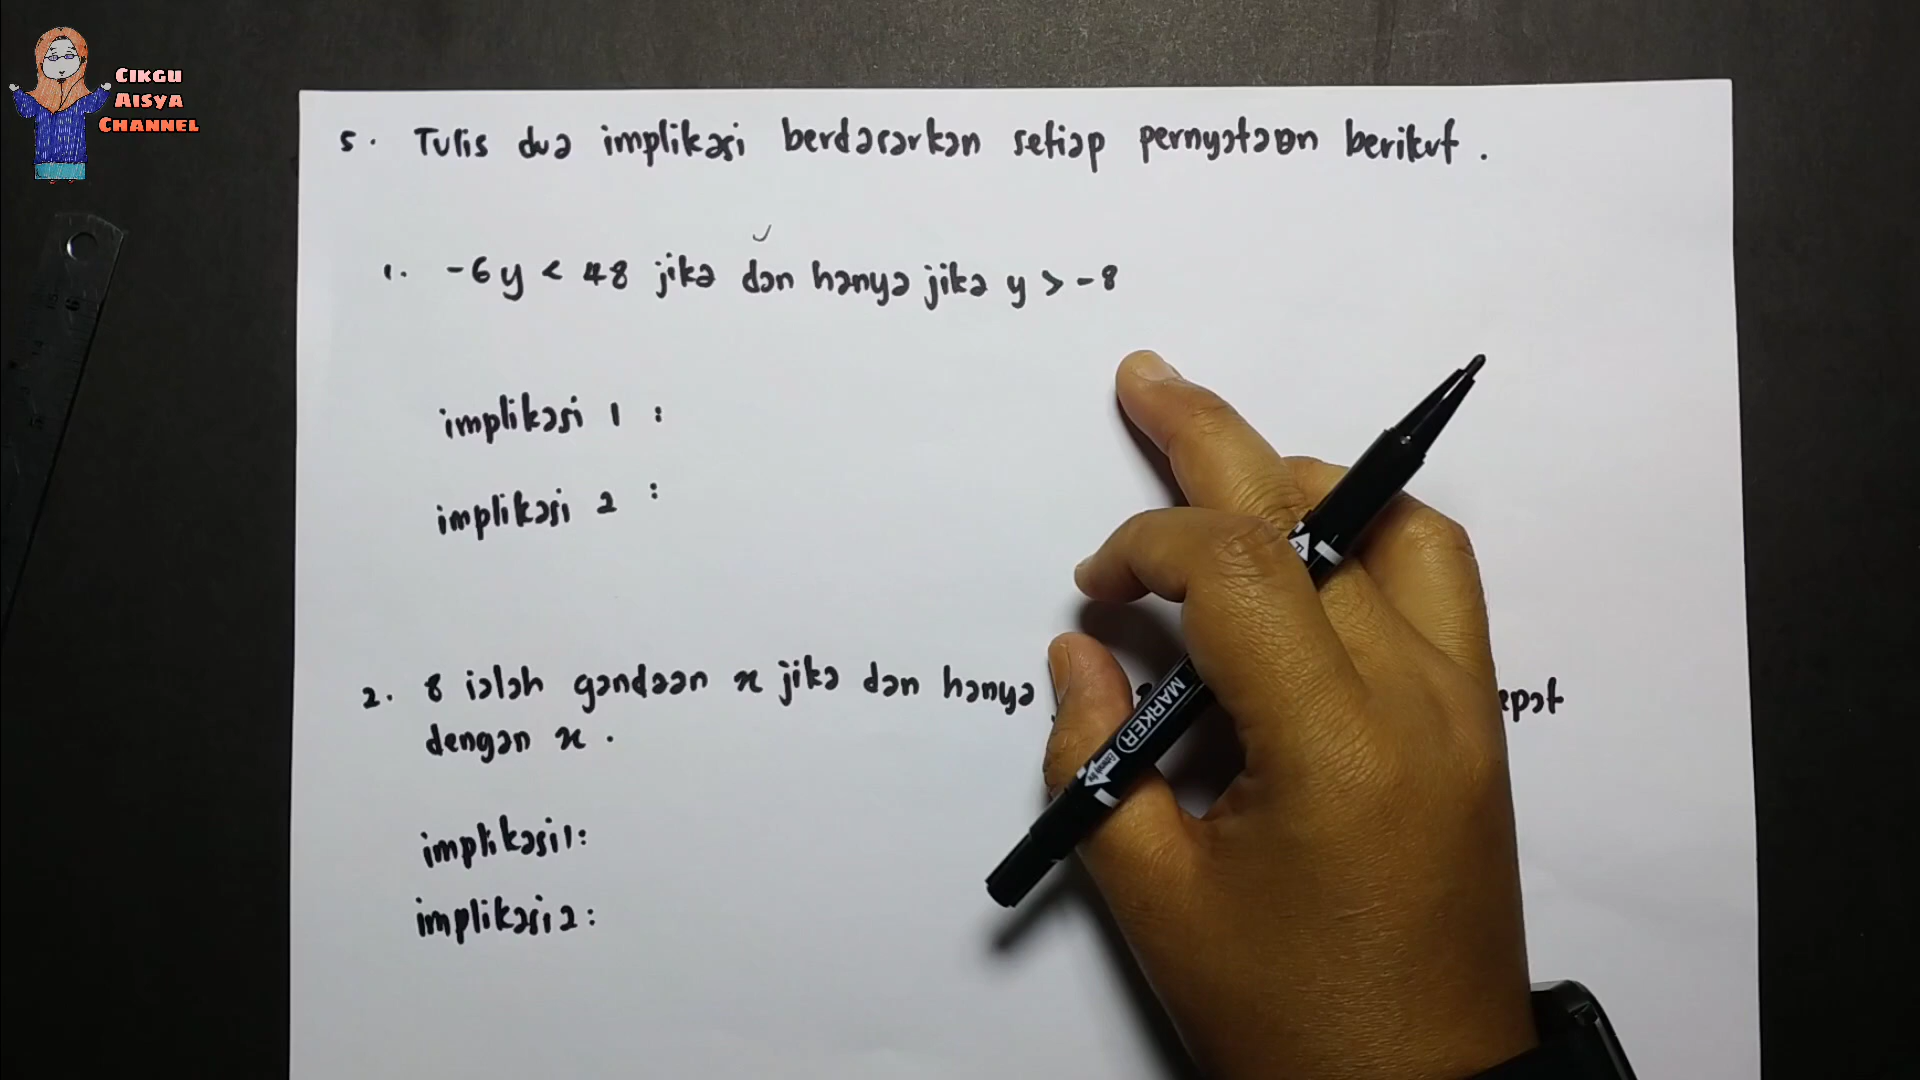 CIKGU
AISYA
CHANNEL
5. Tulis dua implikasi berdasarkan setiap pernyataan berikut.
1. -6y < 48 jika dan hanya jika y > -8
implikasi 1 :
implikasi 2 :
2. 8 ialah gandaan x jika dan hanya
dengan x.
implikasi 1:
implikasi 2:
MARKER